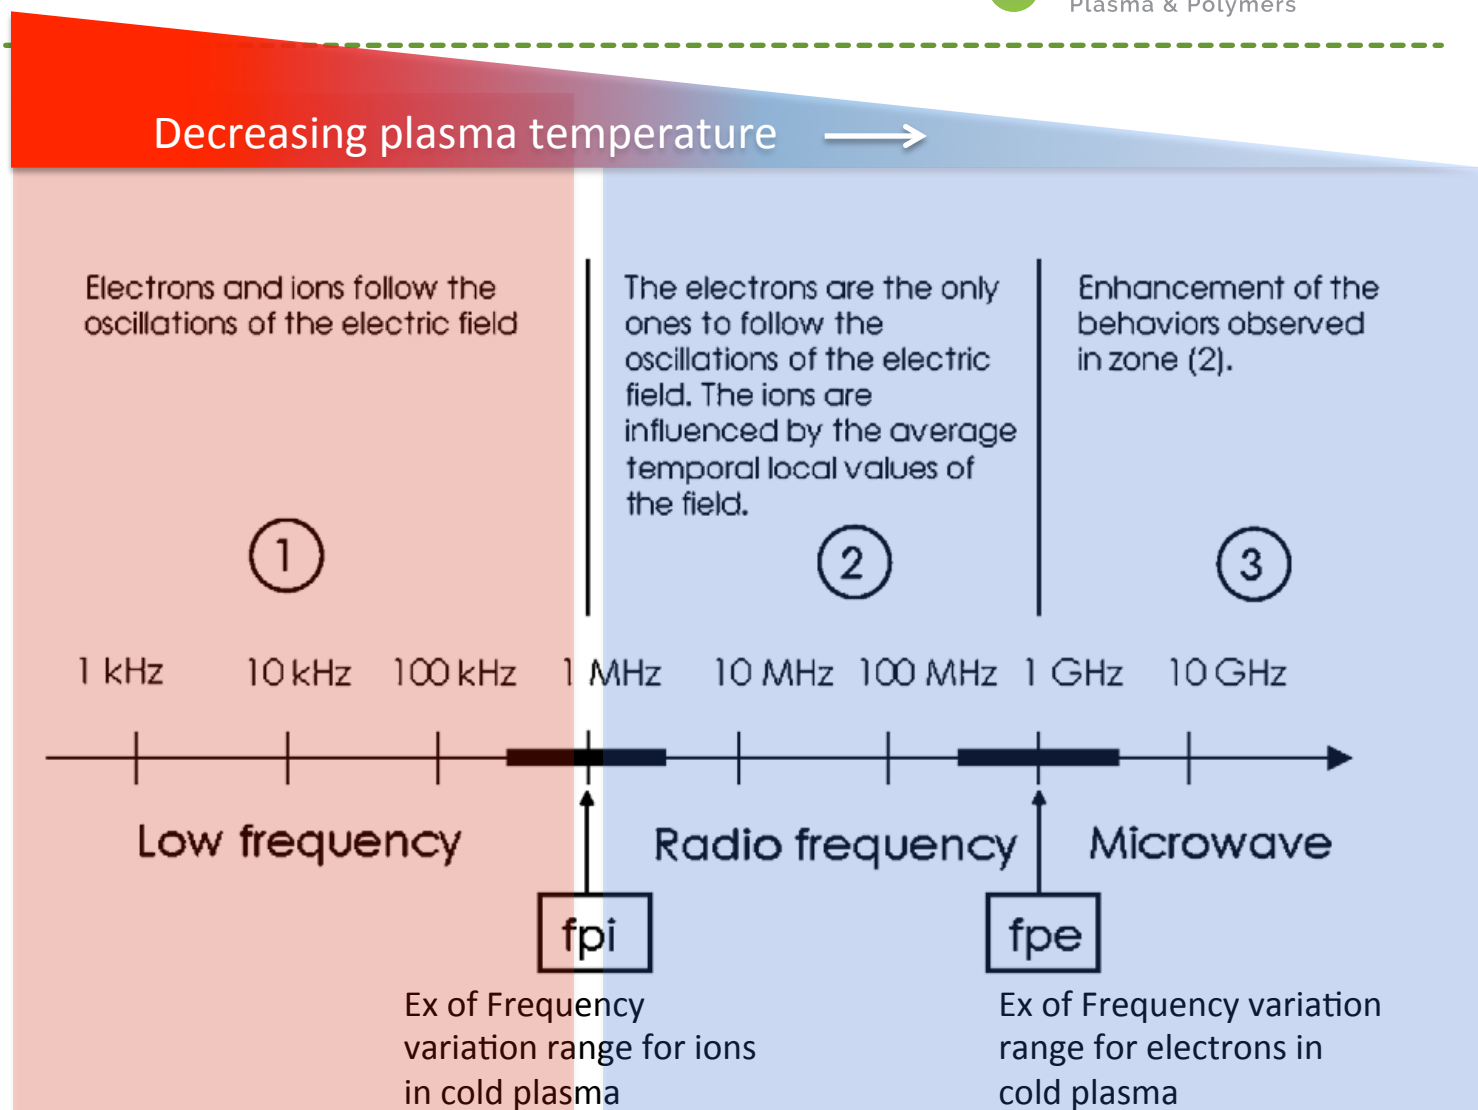 Plasma & Polymers
Decreasing plasma temperature
Electrons and ions follow the
oscillations of the electric field
The electrons are the only
ones to follow the
oscillations of the electric
field. The ions are
influenced by the average
temporal local values of
the field.
Enhancement of the
behaviors observed
in zone (2).
1
2
3
1 kHz
10 kHz
100 kHz
1 MHz
10 MHz
100 MHz
1 GHz
10 GHz
Low frequency
Radio frequency
Microwave
fpi
fpe
Ex of Frequency
variation range for ions
in cold plasma
Ex of Frequency variation
range for electrons in
cold plasma